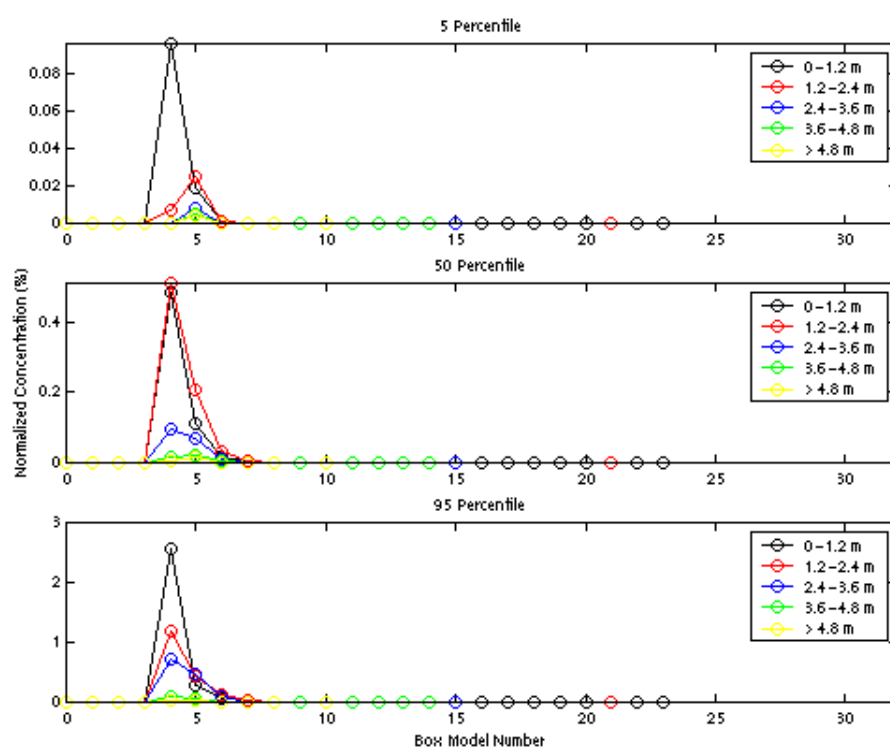 5 Percentile
0.08
0.06
0.04
0.02
0
0 5 10 15 20 25 30
0-1.2 m
1.2-2.4 m
2.4-3.6 m
3.6-4.8 m
> 4.8 m
50 Percentile
Normalized Concentration (%)
0.4
0.2
0
0 5 10 15 20 25 30
0-1.2 m
1.2-2.4 m
2.4-3.6 m
3.6-4.8 m
> 4.8 m
95 Percentile
3
2
1
0
0 5 10 15 20 25 30
0-1.2 m
1.2-2.4 m
2.4-3.6 m
3.6-4.8 m
> 4.8 m
Box Model Number